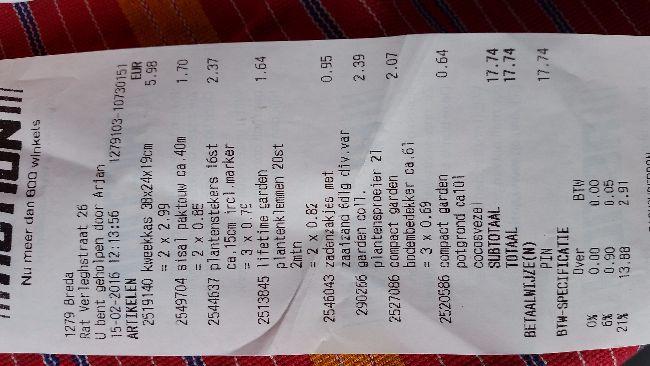 ACTION
Nu meer dan 600 winkels
1279 Breda
Rat Verleghstraat 26
U bent geholpen door Arjan
15-02-2016 12:13:56 1279103-10730151
ARTIKELEN EUR
2519140 kweekkas 38x24x19cm 5.98
= 2 x 2.99
2549704 sisal paktouw ca.40m 1.70
= 2 x 0.85
2544637 plantenstekers 16st 2.37
ca.15cm incl.marker
= 3 x 0.79
2513845 lifetime garden 1.64
plantenklemmen 20st
2mtn
= 2 x 0.82
2546043 zadenzakjes met 0.95
zaaizand 6dlg div.var
290266 garden coll. 2.39
plantensproeier 2l
2527086 compact garden 2.07
bodembedekker ca.6l
= 3 x 0.69
2520586 compact garden 0.64
potgrond ca10l
cocosvezel
SUBTOTAAL 17.74
TOTAAL 17.74
BETAALWIJZE(N)
PIN 17.74
BTW-SPECIFICATIE
Over BTW
0% 0.00 0.00
6% 0.90 0.05
21% 13.88 2.91